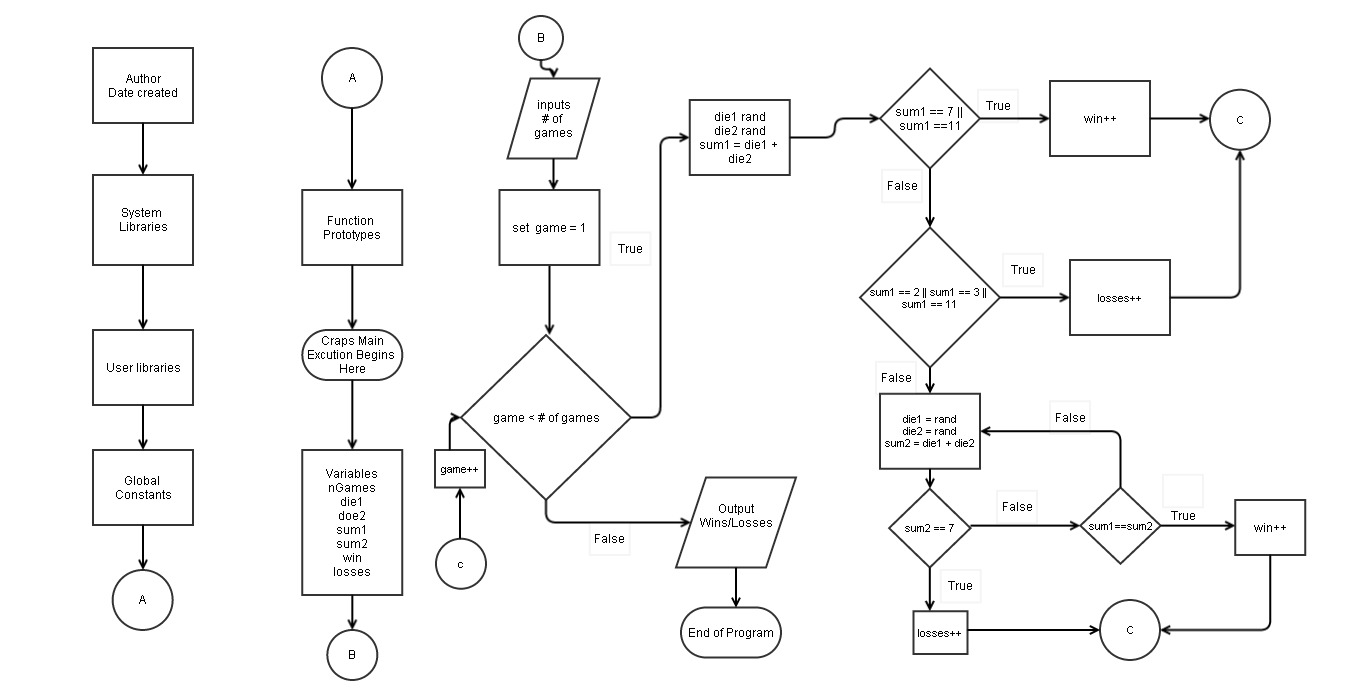 Author
Date created
System
Libraries
User libraries
Global
Constants
A
A
Function
Prototypes
Craps Main
Excution Begins
Here
Variables
nGames
die1
doe2
sum1
sum2
win
losses
B
B
inputs
# of
games
set game = 1
True
game < # of games
game++
c
False
Output
Wins/Losses
End of Program
die1 rand
die2 rand
sum1 = die1 +
die2
sum1 == 7 ||
sum1 ==11
True
win++
C
False
sum1 == 2 || sum1 == 3 ||
sum1 == 11
True
losses++
False
die1 = rand
die2 = rand
sum2 = die1 + die2
False
sum2 == 7
False
sum1==sum2
True
win++
True
losses++
C